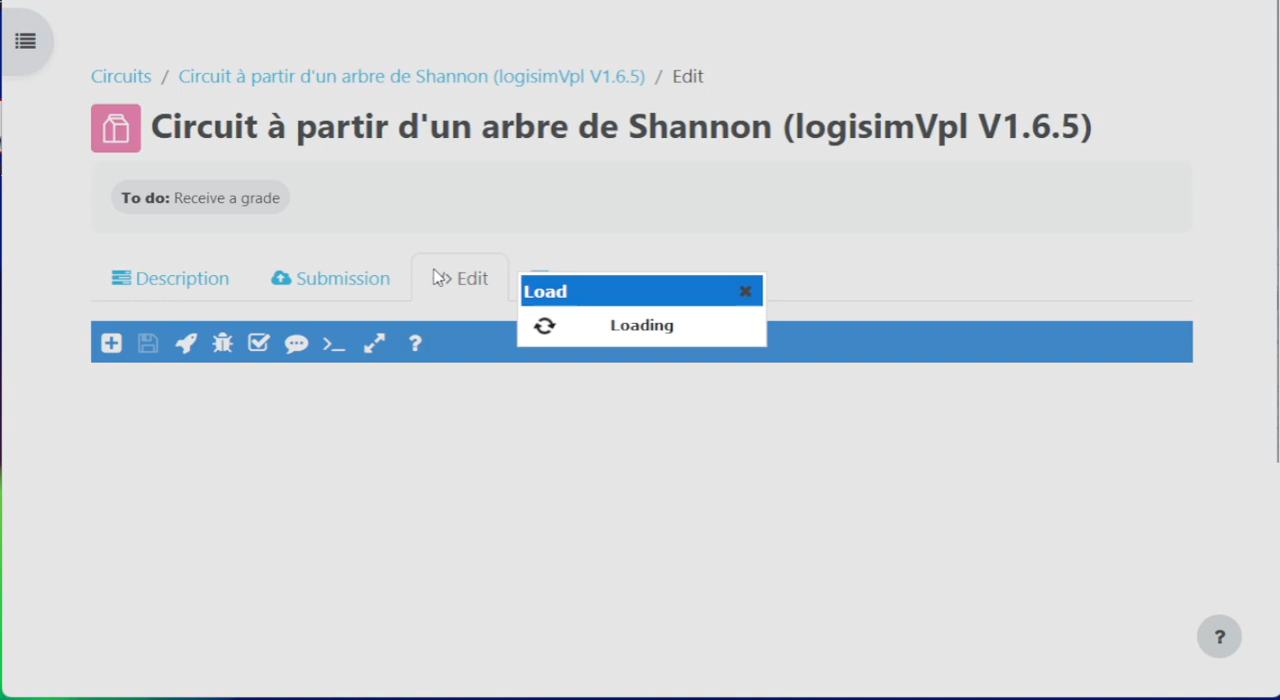 Circuits / Circuit à partir d'un arbre de Shannon (logisimVpl V1.6.5) / Edit
Circuit à partir d'un arbre de Shannon (logisimVpl V1.6.5)
To do: Receive a grade
Description Submission Edit
Load
Loading
>_ ?
?